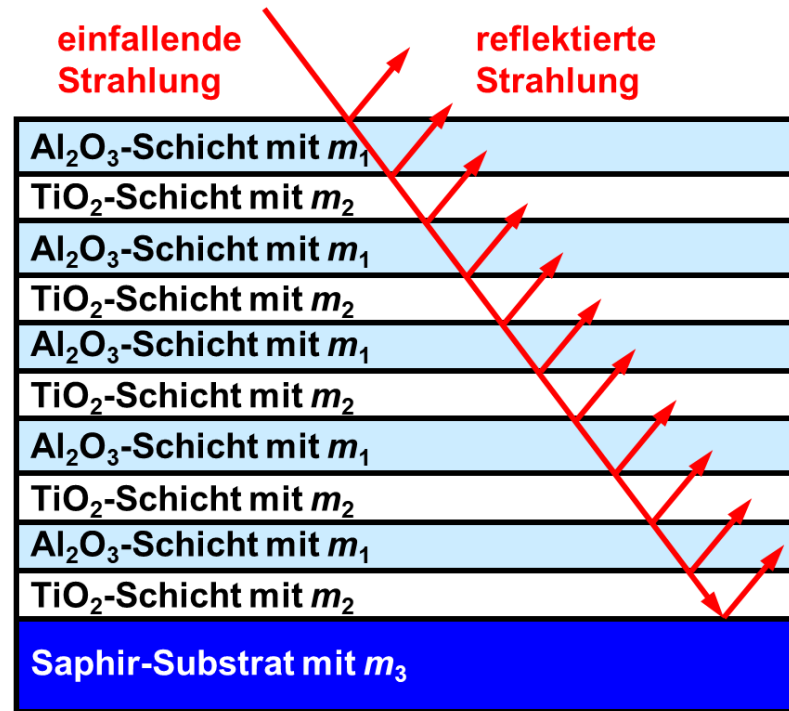 einfallende
Strahlung
reflektierte
Strahlung
Al₂O₃-Schicht mit m₁
TiO₂-Schicht mit m₂
Al₂O₃-Schicht mit m₁
TiO₂-Schicht mit m₂
Al₂O₃-Schicht mit m₁
TiO₂-Schicht mit m₂
Al₂O₃-Schicht mit m₁
TiO₂-Schicht mit m₂
Al₂O₃-Schicht mit m₁
TiO₂-Schicht mit m₂
Saphir-Substrat mit m₃